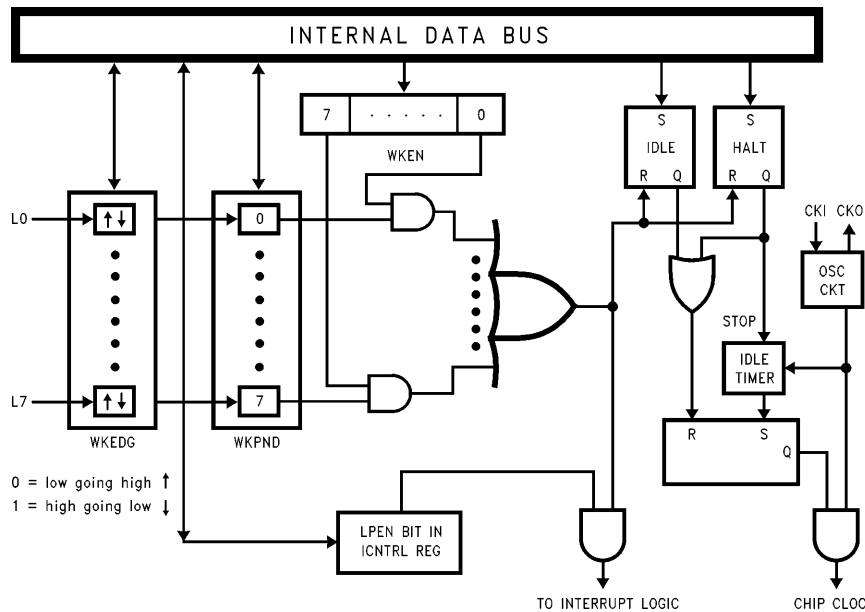 INTERNAL DATA BUS
7 · · · · · 0
WKEN
S
IDLE
R Q
S
HALT
R Q
L0
0
CKI CKO
OSC
CKT
STOP
IDLE
TIMER
L7
7
WKEDG
WKPND
R S
Q
0 = low going high ↑
1 = high going low ↓
LPEN BIT IN
ICNTRL REG
TO INTERRUPT LOGIC
CHIP CLOC